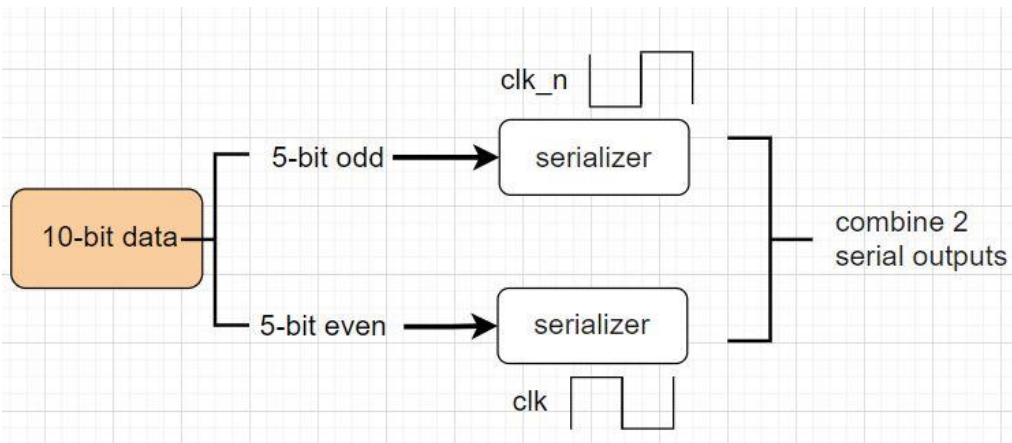 clk_n
5-bit odd
serializer
10-bit data
combine 2
serial outputs
5-bit even
serializer
clk